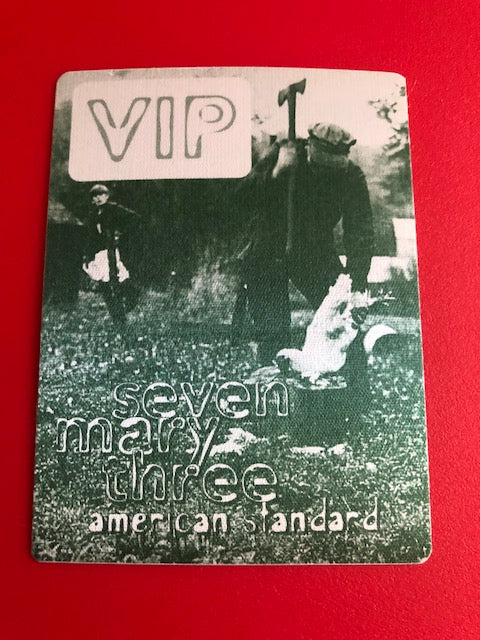 VIP
seven
mary
three
american standard